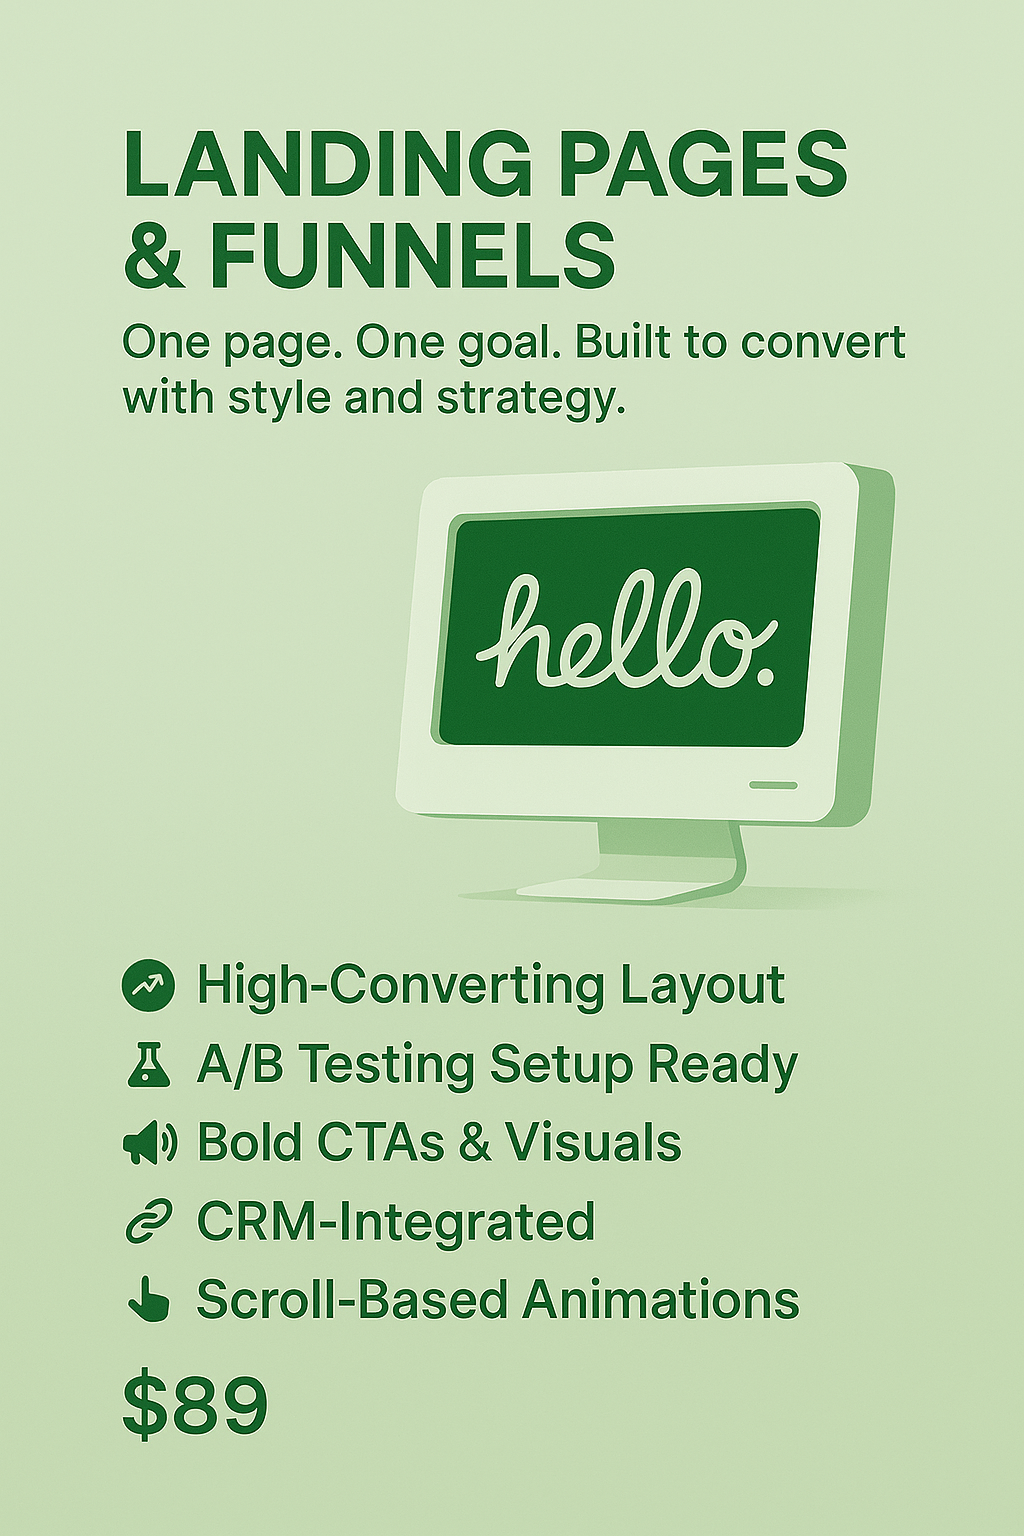 LANDING PAGES
& FUNNELS
One page. One goal. Built to convert
with style and strategy.
hello.
High-Converting Layout
A/B Testing Setup Ready
Bold CTAs & Visuals
CRM-Integrated
Scroll-Based Animations
$89